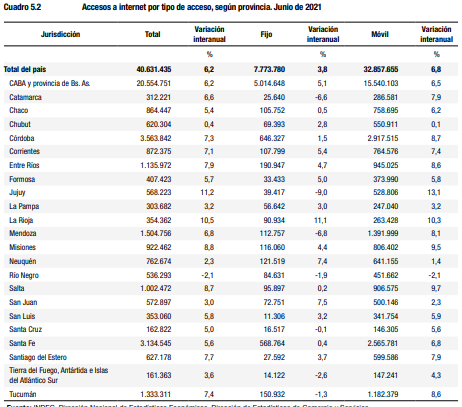 Cuadro 5.2 Accesos a internet por tipo de acceso, según provincia. Junio de 2021
Jurisdicción Total Variación interanual Fijo Variación interanual Móvil Variación interanual
% % %
Total del país 40.631.435 6,2 7.773.780 3,8 32.857.655 6,8
CABA y provincia de Bs. As. 20.554.751 6,2 5.014.648 5,1 15.540.103 6,5
Catamarca 312.221 6,6 25.640 -6,6 286.581 7,9
Chaco 864.447 5,4 105.752 0,5 758.695 6,2
Chubut 620.304 0,4 69.393 2,8 550.911 0,1
Córdoba 3.563.842 7,3 646.327 1,5 2.917.515 8,7
Corrientes 872.375 7,1 107.799 5,4 764.576 7,4
Entre Ríos 1.135.972 7,9 190.947 4,7 945.025 8,6
Formosa 407.423 5,7 33.433 5,0 373.990 5,8
Jujuy 568.223 11,2 39.417 -9,0 528.806 13,1
La Pampa 303.682 3,2 56.642 3,0 247.040 3,2
La Rioja 354.362 10,5 90.934 11,1 263.428 10,3
Mendoza 1.504.756 6,8 112.757 -6,8 1.391.999 8,1
Misiones 922.462 8,8 116.060 4,4 806.402 9,5
Neuquén 762.674 2,3 121.519 7,4 641.155 1,4
Río Negro 536.293 -2,1 84.631 -1,9 451.662 -2,1
Salta 1.002.472 8,7 95.897 0,2 906.575 9,7
San Juan 572.897 3,0 72.751 7,5 500.146 2,3
San Luis 353.060 5,8 11.306 3,2 341.754 5,9
Santa Cruz 162.822 5,0 16.517 -0,1 146.305 5,6
Santa Fe 3.134.545 5,6 568.764 0,4 2.565.781 6,8
Santiago del Estero 627.178 7,7 27.592 3,7 599.586 7,9
Tierra del Fuego, Antártida e Islas
del Atlántico Sur 161.363 3,6 14.122 -2,6 147.241 4,3
Tucumán 1.333.311 7,4 150.932 -1,3 1.182.379 8,6